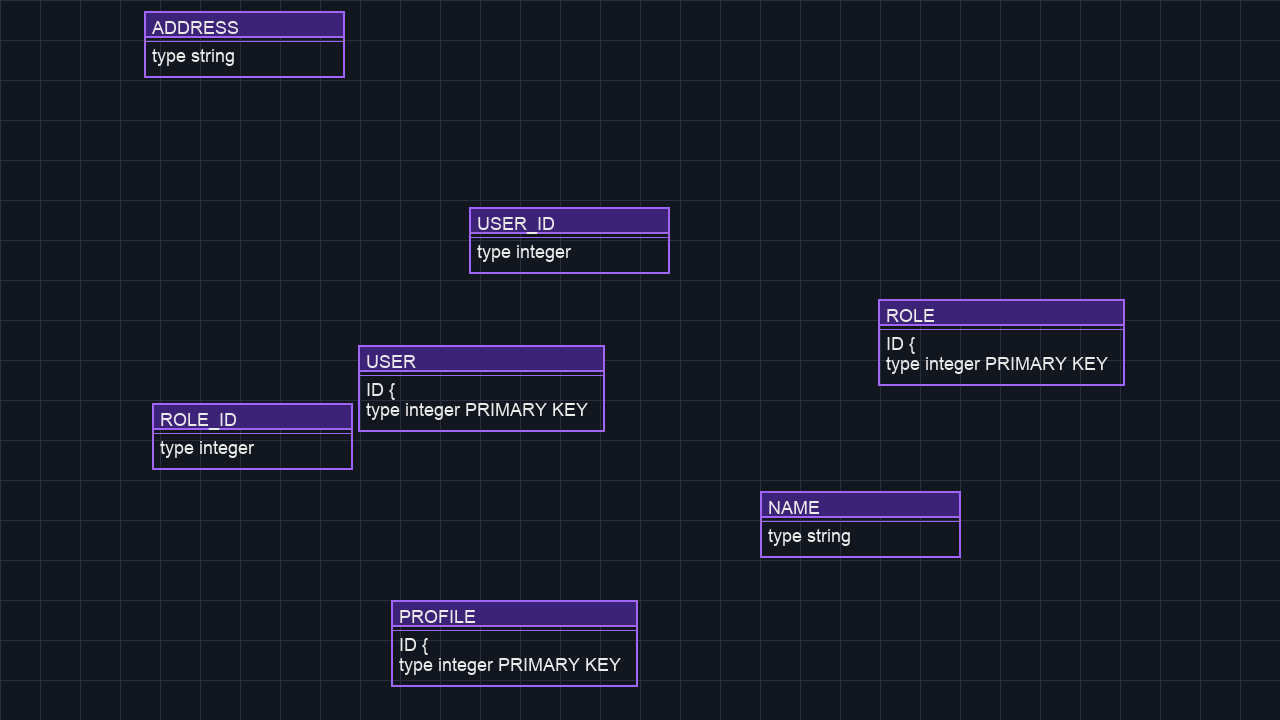 ADDRESS
type string
USER_ID
type integer
ROLE
ID {
type integer PRIMARY KEY
USER
ID {
type integer PRIMARY KEY
ROLE_ID
type integer
NAME
type string
PROFILE
ID {
type integer PRIMARY KEY